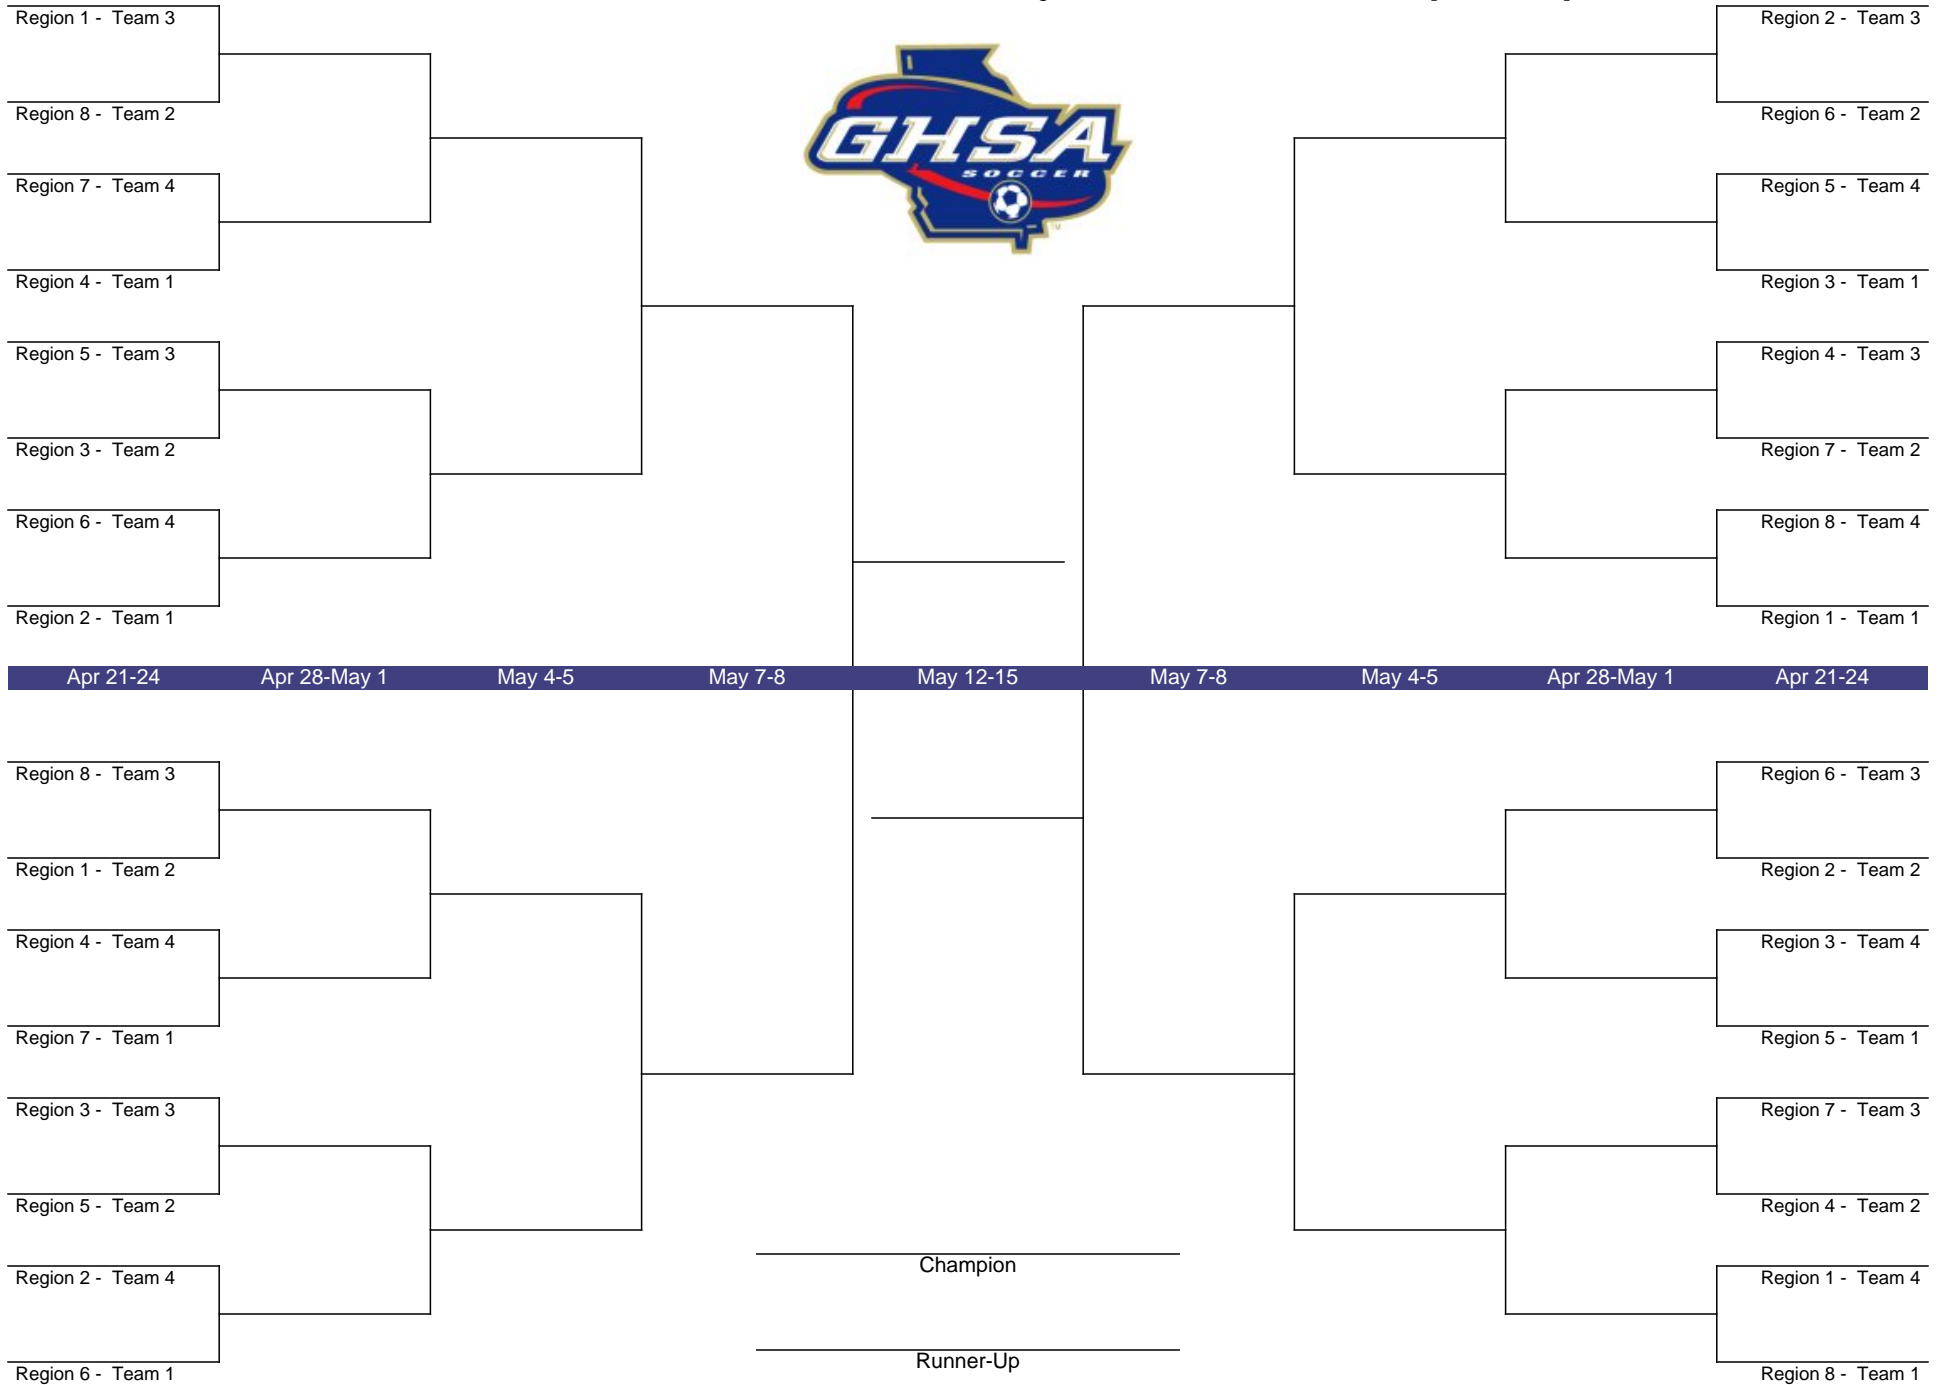 Region 1 - Team 3
Region 2 - Team 3
Region 8 - Team 2
Region 6 - Team 2
GHSA
SOCCER
TM
Region 7 - Team 4
Region 5 - Team 4
Region 4 - Team 1
Region 3 - Team 1
Region 5 - Team 3
Region 4 - Team 3
Region 3 - Team 2
Region 7 - Team 2
Region 6 - Team 4
Region 8 - Team 4
Region 2 - Team 1
Region 1 - Team 1
Apr 21-24 Apr 28-May 1 May 4-5 May 7-8 May 12-15 May 7-8 May 4-5 Apr 28-May 1 Apr 21-24
Region 8 - Team 3
Region 6 - Team 3
Region 1 - Team 2
Region 2 - Team 2
Region 4 - Team 4
Region 3 - Team 4
Region 7 - Team 1
Region 5 - Team 1
Region 3 - Team 3
Region 7 - Team 3
Region 5 - Team 2
Region 4 - Team 2
Champion
Region 2 - Team 4
Region 1 - Team 4
Runner-Up
Region 6 - Team 1
Region 8 - Team 1